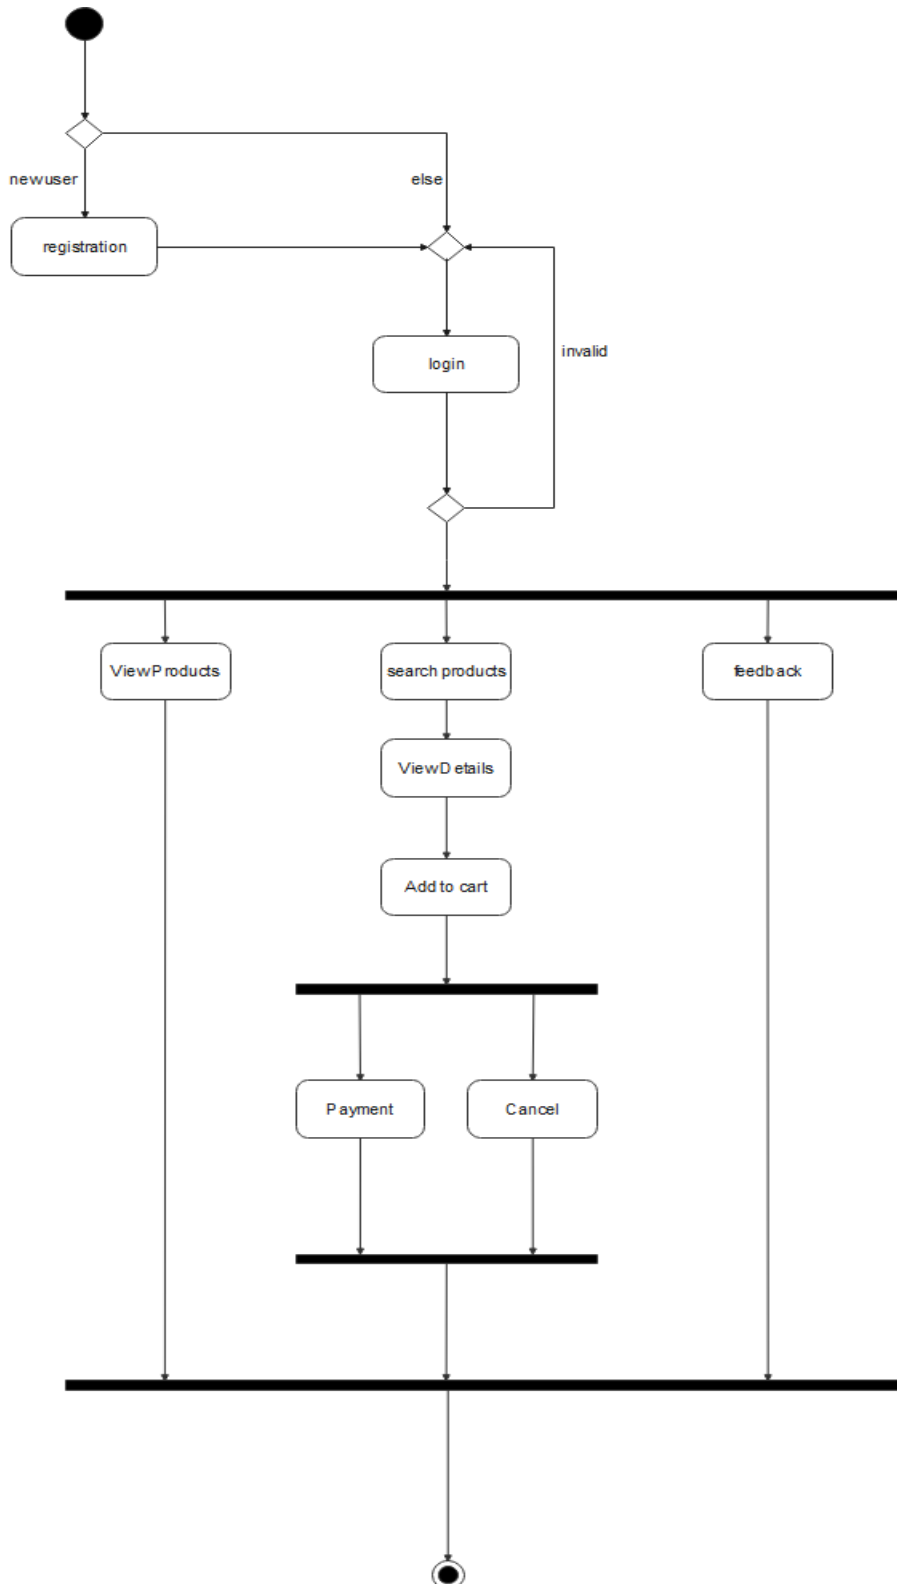 newuser
else
registration
invalid
login
ViewProducts
search products
feedback
ViewDetails
Add to cart
Payment
Cancel